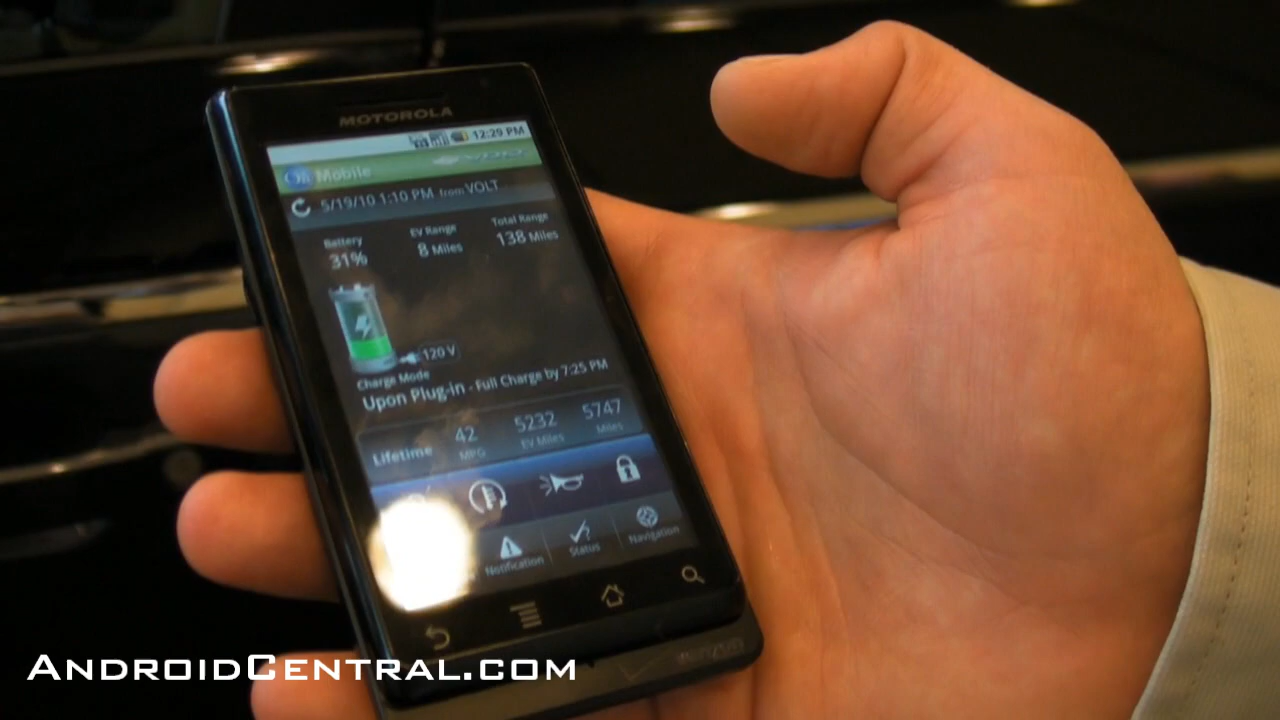 MOTOROLA
12:29 PM
Mobile
5/19/10 1:10 PM from VOLT
Battery EV Range Total Range
31% 8 Miles 138 Miles
120 V
Charge Mode
Upon Plug-in - Full Charge by 7:25 PM
Lifetime 42 5232 5747
MPG EV Miles Miles
Notification Status Navigation
verizon
ANDROIDCENTRAL.COM